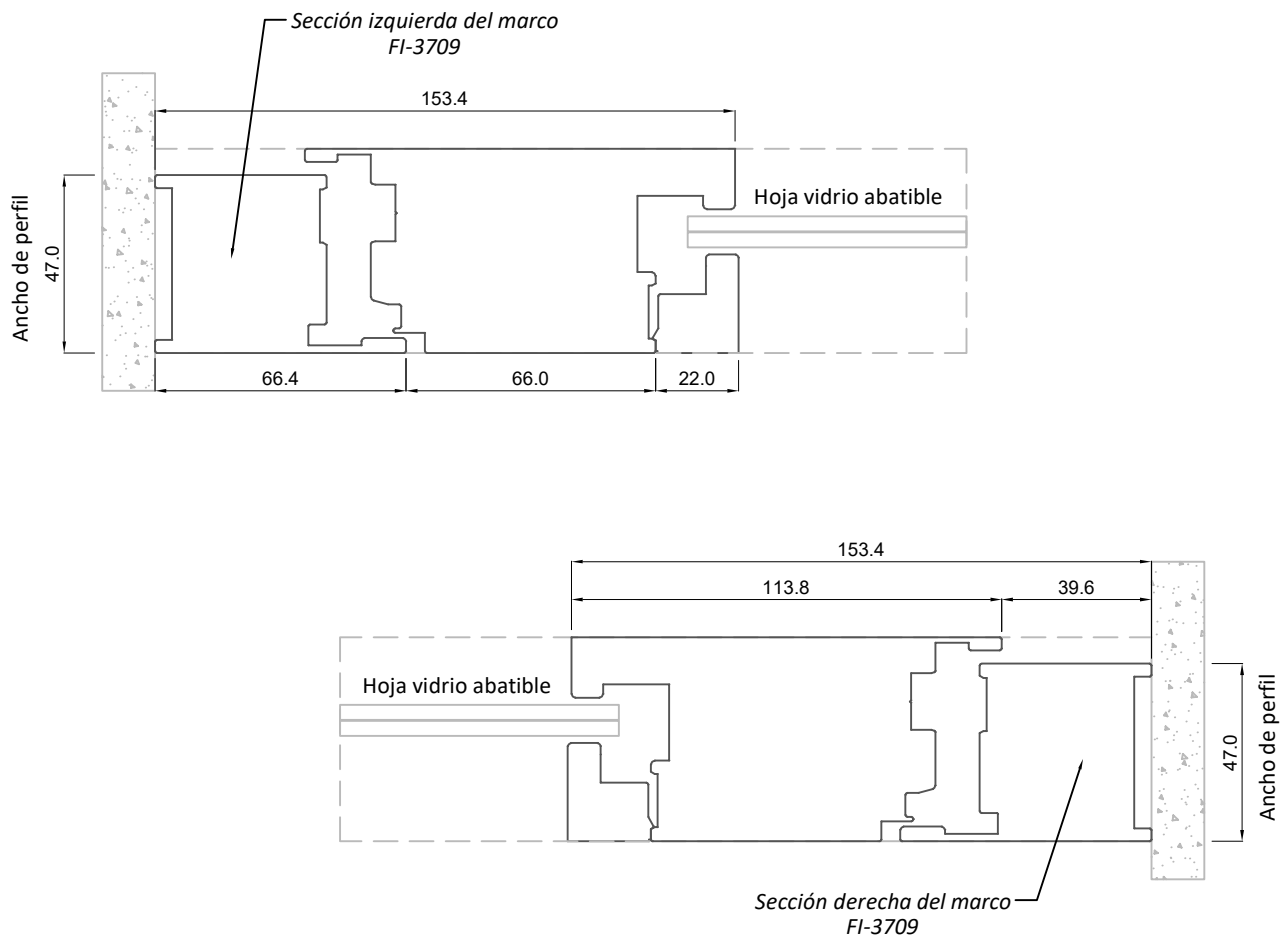 Sección izquierda del marco
FI-3709
153.4
Hoja vidrio abatible
Ancho de perfil
47.0
66.4
66.0
22.0
153.4
113.8
39.6
Hoja vidrio abatible
47.0
Ancho de perfil
Sección derecha del marco
FI-3709